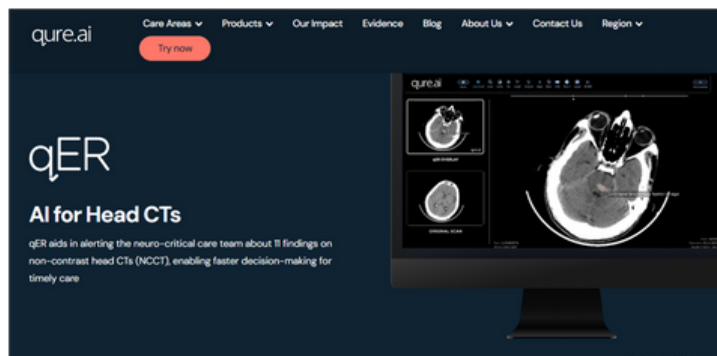 qure.ai
Care Areas Products Our Impact Evidence Blog About Us Contact Us Region
Try now
qure.ai
qER OVERLAY
ORIGINAL SCAN
qER
AI for Head CTs
qER aids in alerting the neuro-critical care team about 11 findings on
non-contrast head CTs (NCCT), enabling faster decision-making for
timely care